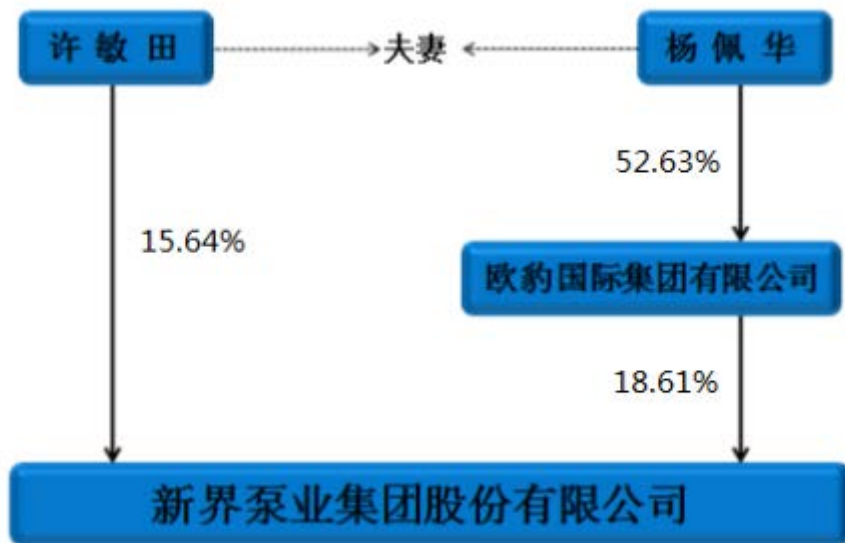 许敏田
夫妻
杨佩华
52.63%
15.64%
欧豹国际集团有限公司
18.61%
新界泵业集团股份有限公司